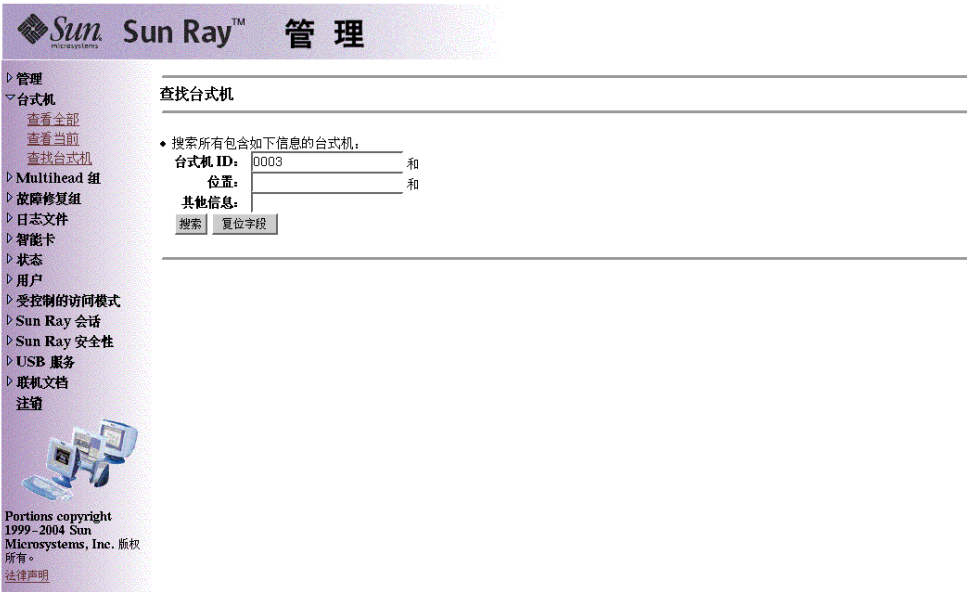 Sun microsystems Sun Ray™ 管 理
管理
台式机
查看全部
查看当前
查找台式机
Multihead 组
故障修复组
日志文件
智能卡
状态
用户
受控制的访问模式
Sun Ray 会话
Sun Ray 安全性
USB 服务
联机文档
注销
Portions copyright
1999-2004 Sun
Microsystems, Inc. 版权
所有。
法律声明
查找台式机
◆ 搜索所有包含如下信息的台式机:
台式机 ID: 0003 和
位置: 和
其他信息:
搜索 复位字段